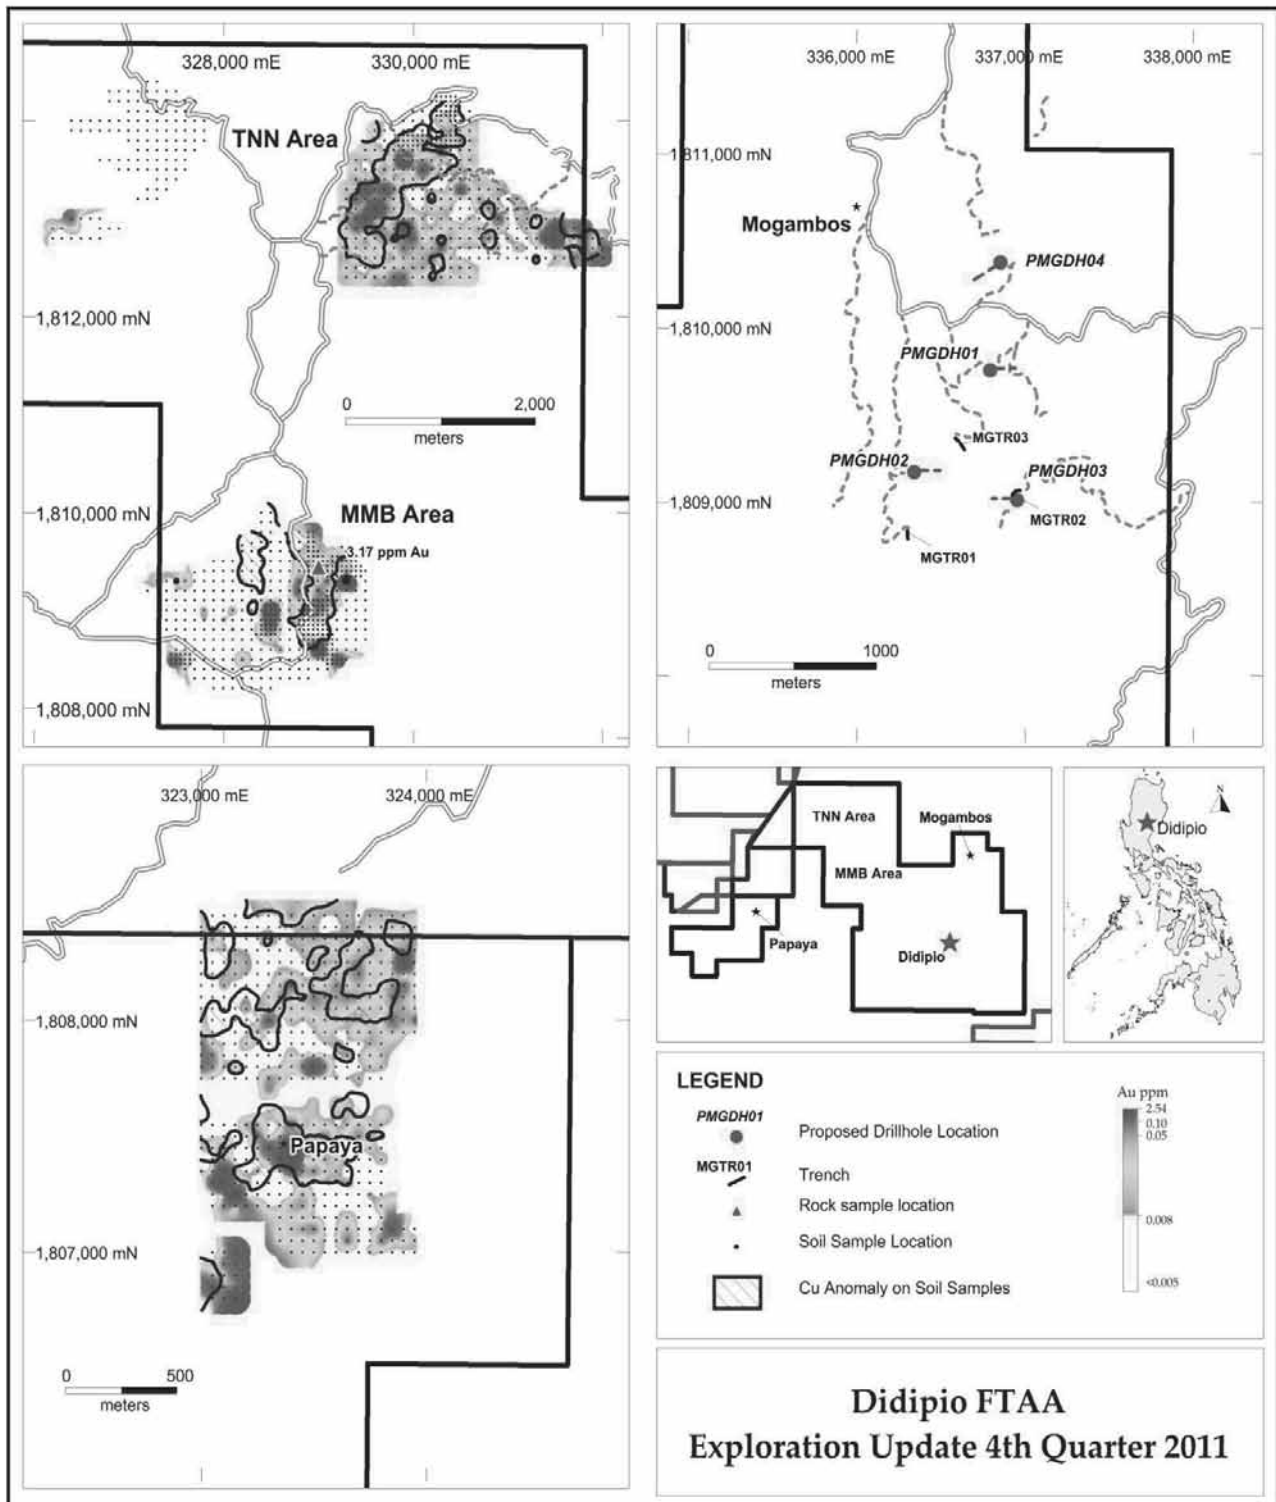 328,000 mE
330,000 mE
TNN Area
1,812,000 mN
0
2,000
meters
MMB Area
1,810,000 mN
3.17 ppm Au
1,808,000 mN
336,000 mE
337,000 mE
338,000 mE
1,811,000 mN
Mogambos
PMGDH04
1,810,000 mN
PMGDH01
MGTR03
PMGDH02
PMGDH03
1,809,000 mN
MGTR02
MGTR01
0
1000
meters
323,000 mE
324,000 mE
1,808,000 mN
Papaya
1,807,000 mN
0
500
meters
TNN Area
Mogambos
MMB Area
Papaya
Didipio
N
Didipio
LEGEND
PMGDH01
Proposed Drillhole Location
MGTR01
Trench
Rock sample location
Soil Sample Location
Cu Anomaly on Soil Samples
Au ppm
2.54
0.10
0.05
0.008
<0.005
Didipio FTAA
Exploration Update 4th Quarter 2011